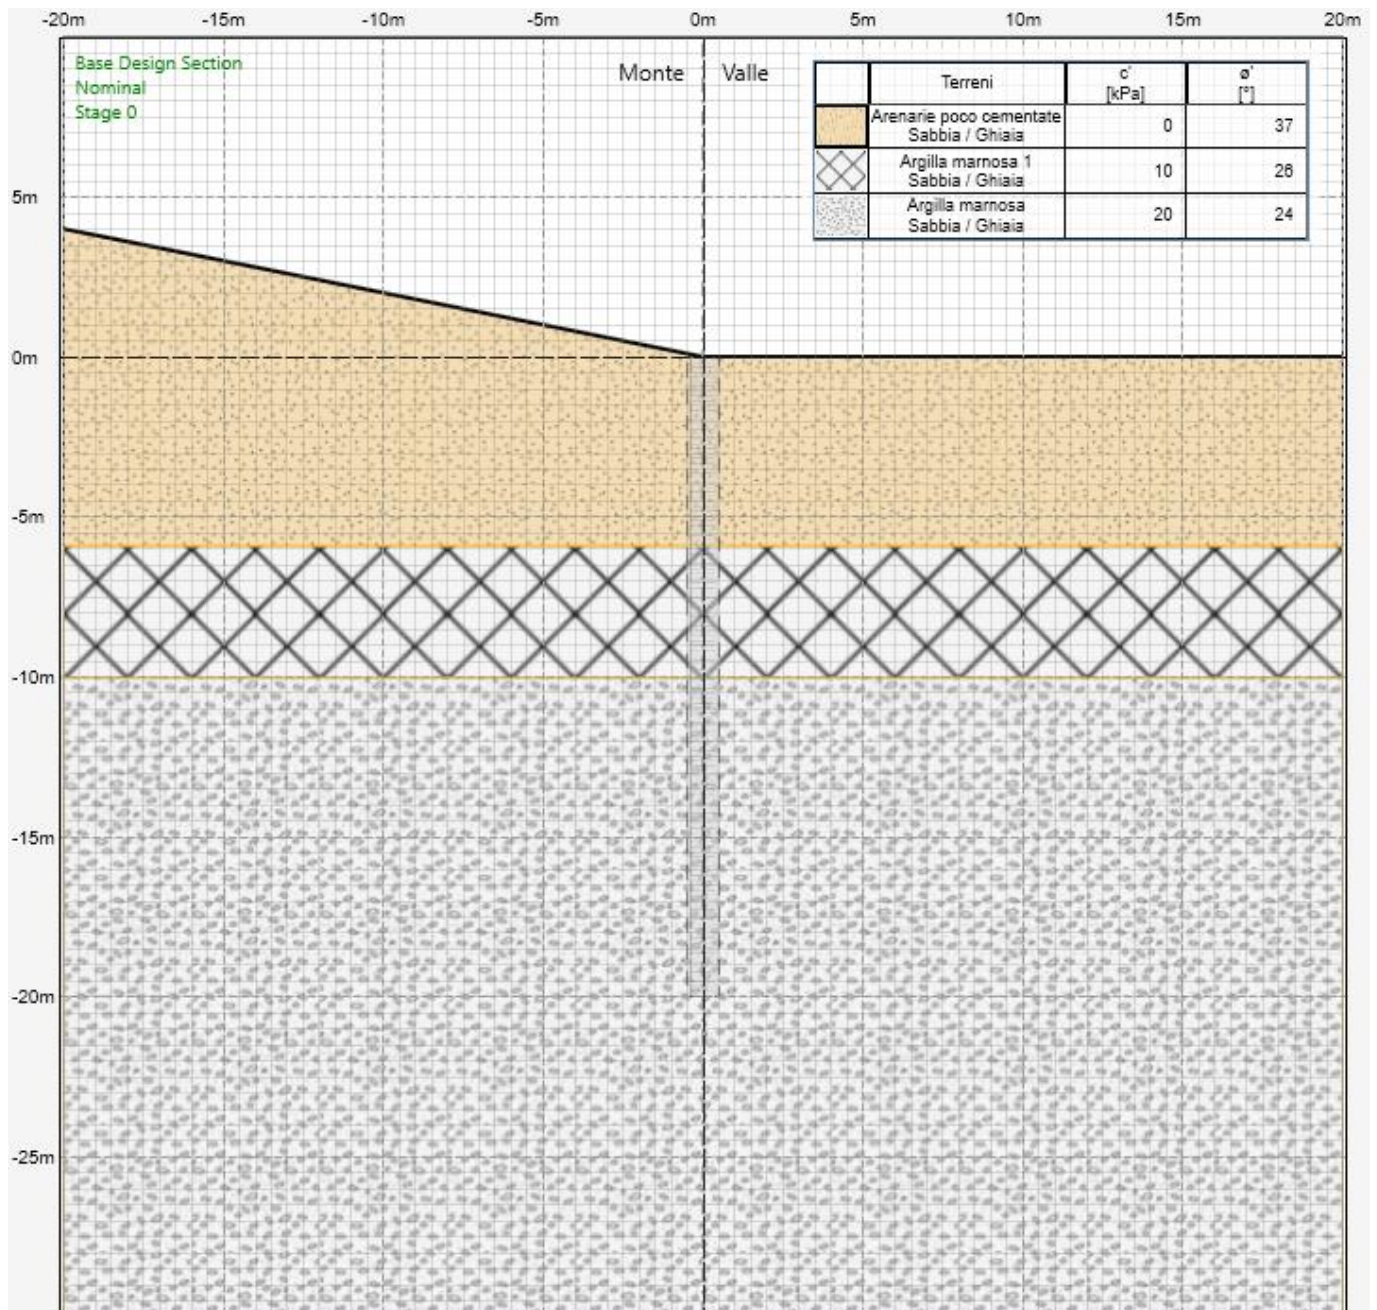 -20m -15m -10m -5m 0m 5m 10m 15m 20m
Base Design Section
Nominal
Stage 0
Monte Valle
Terreni c' [kPa] ø' [°]
Arenarie poco cementate
Sabbia / Ghiaia 0 37
Argilla marnosa 1
Sabbia / Ghiaia 10 26
Argilla marnosa
Sabbia / Ghiaia 20 24
5m
0m
-5m
-10m
-15m
-20m
-25m